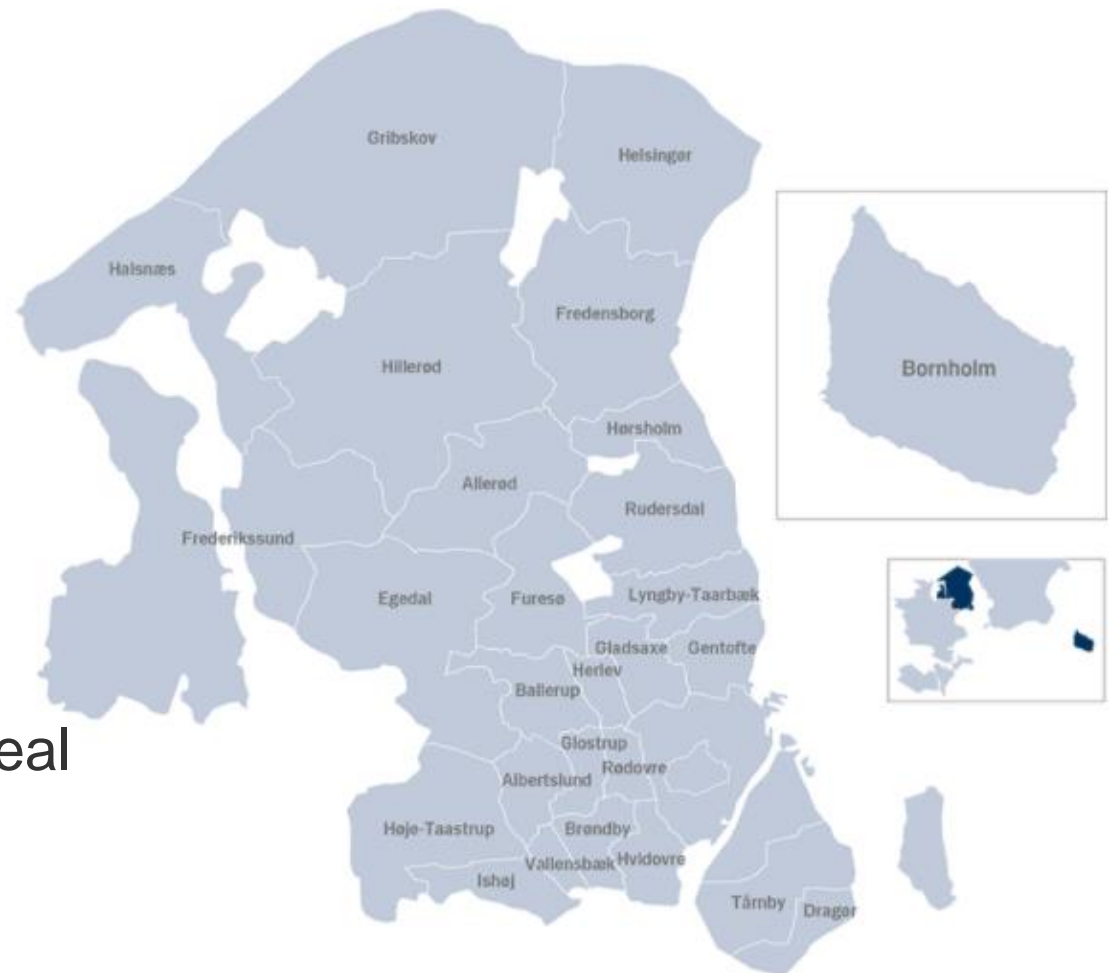 Gribskov
Helsingør
Halsnæs
Fredensborg
Hillerød
Bornholm
Hørsholm
Allerød
Rudersdal
Frederikssund
Egedal
Furesø
Lyngby-Taarbæk
Gladsaxe
Gentofte
Herlev
Ballerup
eal
Glostrup
Rødovre
Albertslund
Høje-Taastrup
Brøndby
Vallensbæk
Hvidovre
Ishøj
Tårnby
Dragør